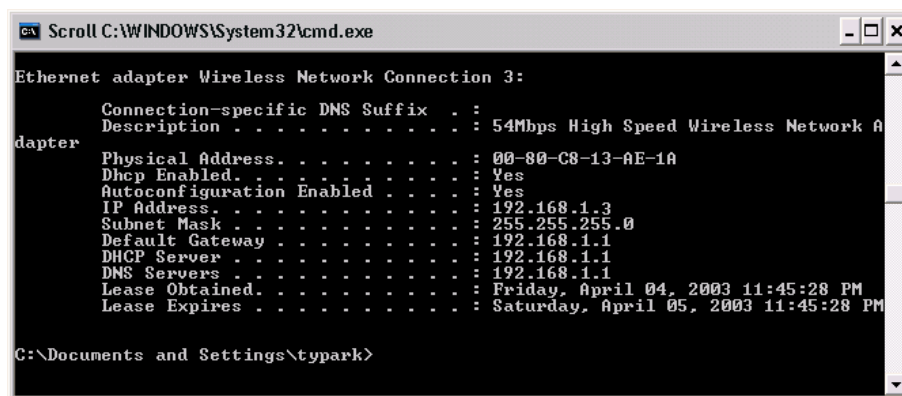 Scroll C:\WINDOWS\System32\cmd.exe
Ethernet adapter Wireless Network Connection 3:
Connection-specific DNS Suffix . :
Description . . . . . . . . . . . : 54Mbps High Speed Wireless Network A
dapter
Physical Address. . . . . . . . . : 00-80-C8-13-AE-1A
Dhcp Enabled. . . . . . . . . . . : Yes
Autoconfiguration Enabled . . . . : Yes
IP Address. . . . . . . . . . . . : 192.168.1.3
Subnet Mask . . . . . . . . . . . : 255.255.255.0
Default Gateway . . . . . . . . . : 192.168.1.1
DHCP Server . . . . . . . . . . . : 192.168.1.1
DNS Servers . . . . . . . . . . . : 192.168.1.1
Lease Obtained. . . . . . . . . . : Friday, April 04, 2003 11:45:28 PM
Lease Expires . . . . . . . . . . : Saturday, April 05, 2003 11:45:28 PM
C:\Documents and Settings\typark>